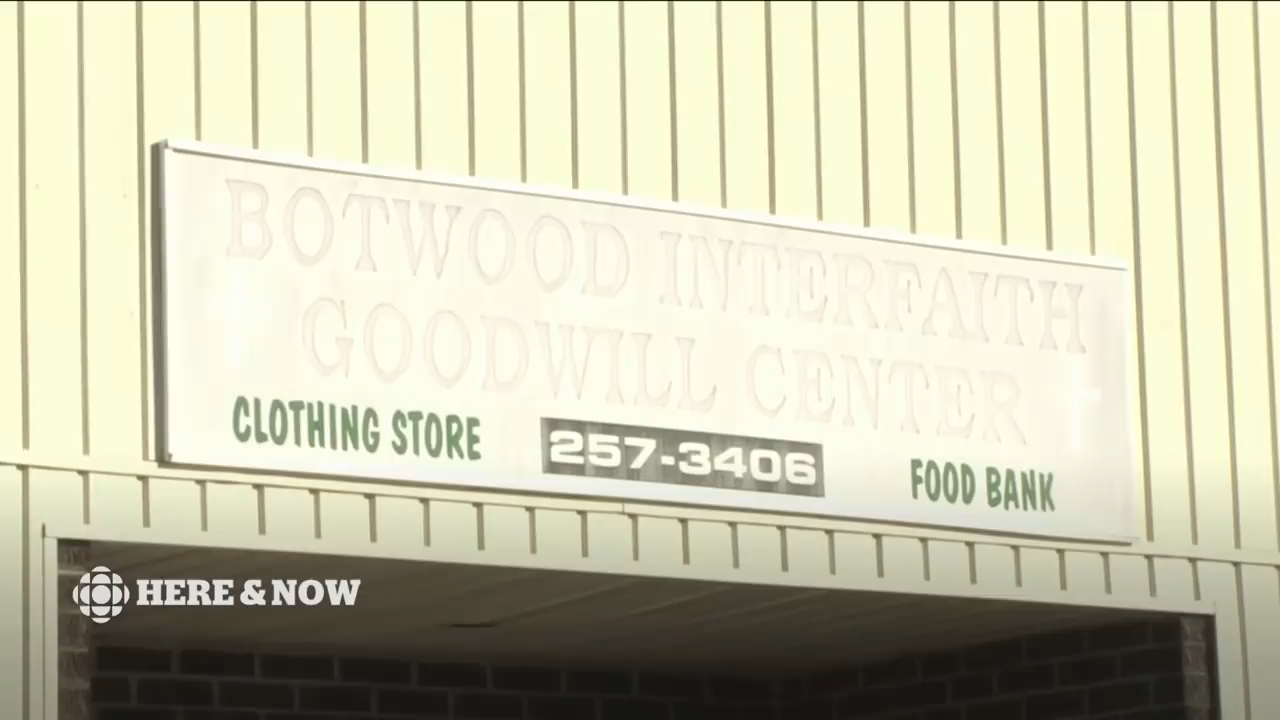 BOTWOOD INTERFAITH
GOODWILL CENTER
CLOTHING STORE 257-3406 FOOD BANK
HERE & NOW